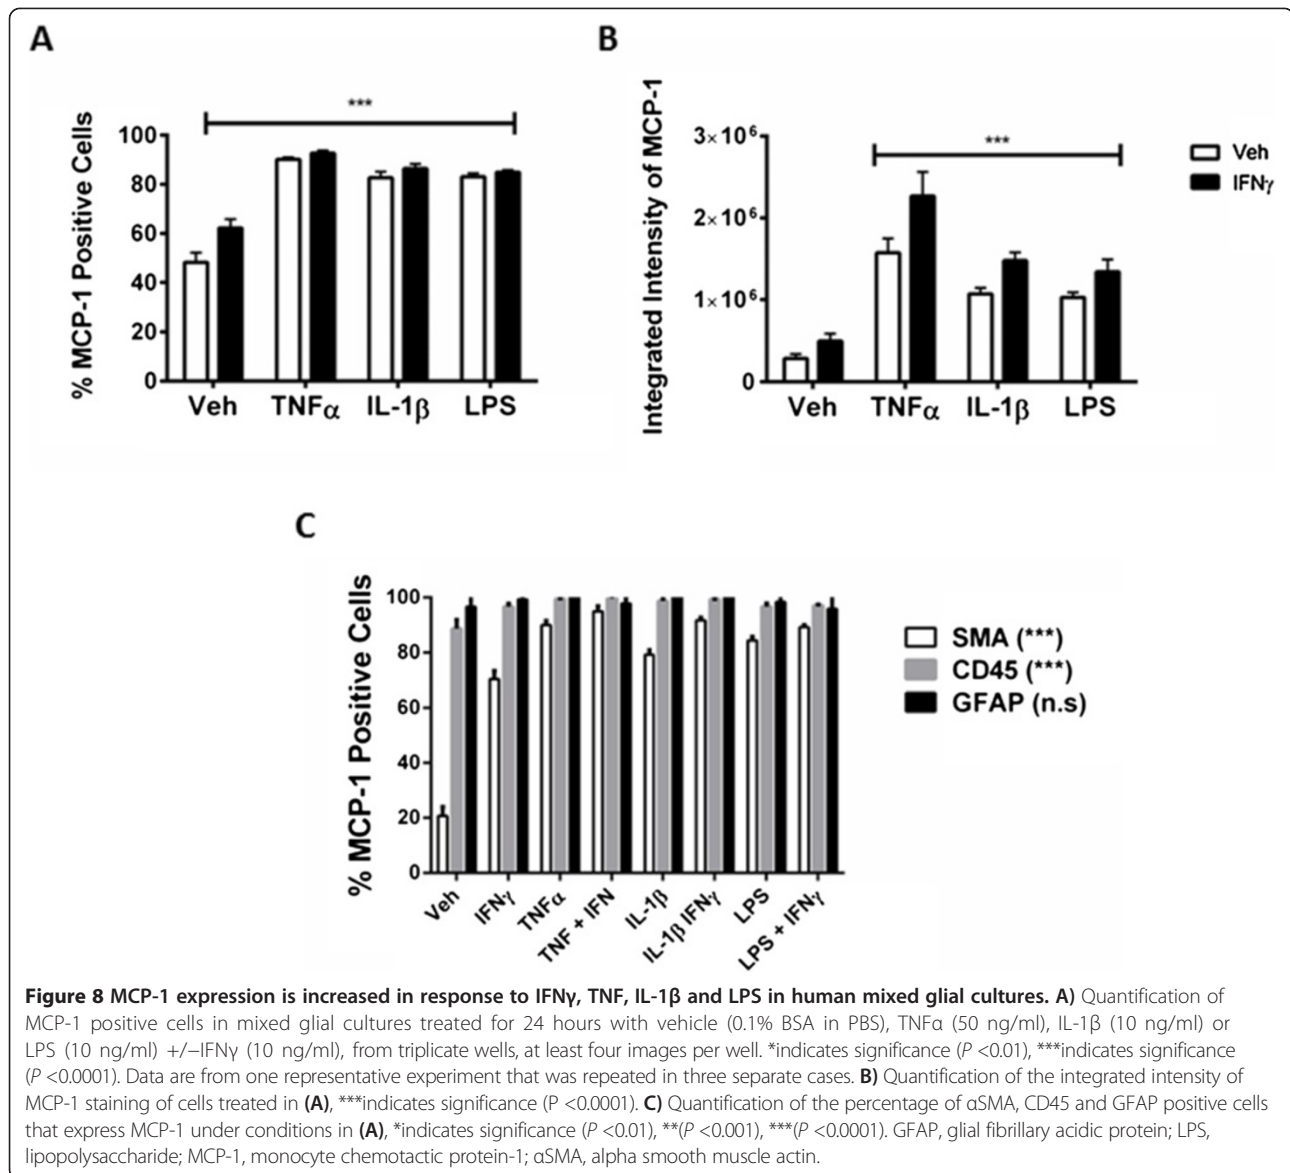 A
B
***
% MCP-1 Positive Cells
100
80
60
40
20
0
Veh TNFα IL-1β LPS
***
Integrated Intensity of MCP-1
3×10⁶
2×10⁶
1×10⁶
0
Veh TNFα IL-1β LPS
Veh
IFNγ
C
% MCP-1 Positive Cells
100
80
60
40
20
0
Veh IFNγ TNFα TNF + IFN IL-1β IL-1β IFNγ LPS LPS + IFNγ
SMA (***)
CD45 (***)
GFAP (n.s)
Figure 8 MCP-1 expression is increased in response to IFNγ, TNF, IL-1β and LPS in human mixed glial cultures. A) Quantification of
MCP-1 positive cells in mixed glial cultures treated for 24 hours with vehicle (0.1% BSA in PBS), TNFα (50 ng/ml), IL-1β (10 ng/ml) or
LPS (10 ng/ml) +/−IFNγ (10 ng/ml), from triplicate wells, at least four images per well. *indicates significance (P <0.01), ***indicates significance
(P <0.0001). Data are from one representative experiment that was repeated in three separate cases. B) Quantification of the integrated intensity of
MCP-1 staining of cells treated in (A), ***indicates significance (P <0.0001). C) Quantification of the percentage of αSMA, CD45 and GFAP positive cells
that express MCP-1 under conditions in (A), *indicates significance (P <0.01), **(P <0.001), ***(P <0.0001). GFAP, glial fibrillary acidic protein; LPS,
lipopolysaccharide; MCP-1, monocyte chemotactic protein-1; αSMA, alpha smooth muscle actin.